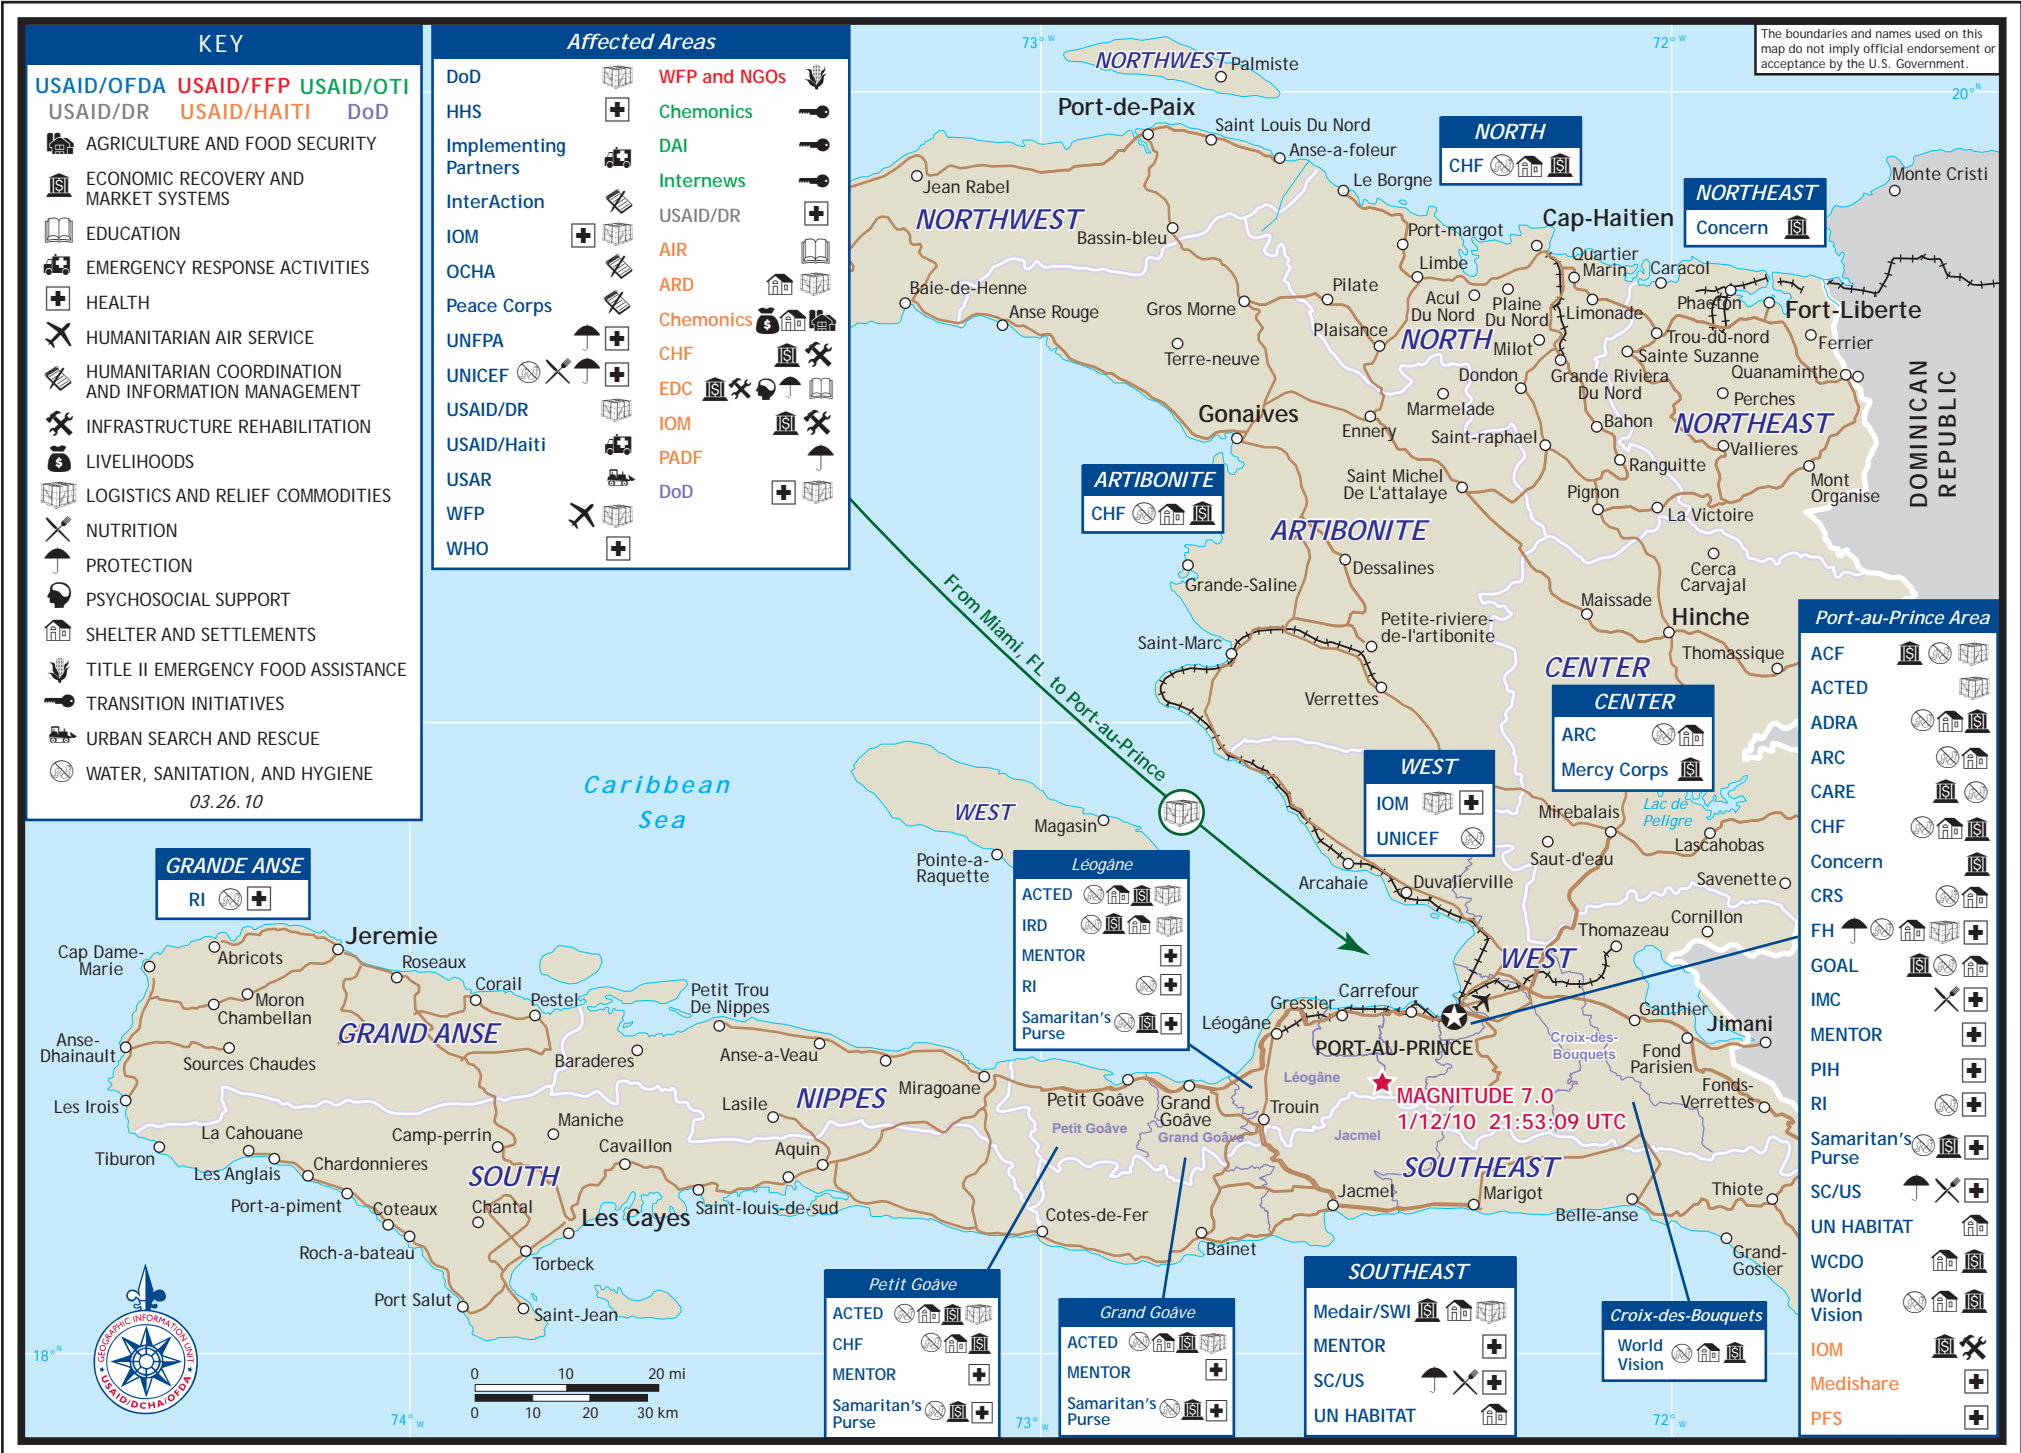 KEY
USAID/OFDA USAID/FFP USAID/OTI
USAID/DR USAID/HAITI DoD
AGRICULTURE AND FOOD SECURITY
ECONOMIC RECOVERY AND
MARKET SYSTEMS
EDUCATION
EMERGENCY RESPONSE ACTIVITIES
HEALTH
HUMANITARIAN AIR SERVICE
HUMANITARIAN COORDINATION
AND INFORMATION MANAGEMENT
INFRASTRUCTURE REHABILITATION
LIVELIHOODS
LOGISTICS AND RELIEF COMMODITIES
NUTRITION
PROTECTION
PSYCHOSOCIAL SUPPORT
SHELTER AND SETTLEMENTS
TITLE II EMERGENCY FOOD ASSISTANCE
TRANSITION INITIATIVES
URBAN SEARCH AND RESCUE
WATER, SANITATION, AND HYGIENE
03.26.10
Affected Areas
DoD
HHS
Implementing
Partners
InterAction
IOM
OCHA
Peace Corps
UNFPA
UNICEF
USAID/DR
USAID/Haiti
USAR
WFP
WHO
WFP and NGOs
Chemonics
DAI
Internews
USAID/DR
AIR
ARD
Chemonics
CHF
EDC
IOM
PADF
DoD
The boundaries and names used on this
map do not imply official endorsement or
acceptance by the U.S. Government.
73° W
72° W
20° N
NORTHWEST
Palmiste
Port-de-Paix
Saint Louis Du Nord
Anse-a-foleur
Jean Rabel
Le Borgne
NORTHWEST
Bassin-bleu
Port-margot
Cap-Haitien
Quartier
Marin
Limbe
Caracol
Monte Cristi
NORTH
CHF
NORTHEAST
Concern
Baie-de-Henne
Anse Rouge
Gros Morne
Pilate
Acul
Du Nord
Plaine
Du Nord
Limonade
Phaeton
Fort-Liberte
Plaisance
NORTH
Milot
Trou-du-nord
Ferrier
Terre-neuve
Sainte Suzanne
Quanaminthe
Dondon
Grande Riviera
Du Nord
Perches
Marmelade
Gonaives
Ennery
Saint-raphael
Bahon
NORTHEAST
Vallieres
Ranguitte
Mont
Organise
DOMINICAN
REPUBLIC
ARTIBONITE
CHF
Saint Michel
De L'attalaye
Pignon
La Victoire
ARTIBONITE
Dessalines
Grande-Saline
Cerca
Carvajal
Maissade
Hinche
Petite-riviere-
de-l'artibonite
Saint-Marc
Thomassique
CENTER
Verrettes
CENTER
ARC
Mercy Corps
From Miami, FL to Port-au-Prince
WEST
IOM
UNICEF
Mirebalais
Lac de
Peligre
Lascahobas
Saut-d'eau
Savenette
Cornillon
Thomazeau
Caribbean
Sea
WEST
Magasin
Pointe-a-
Raquette
Arcahaie
Duvalierville
WEST
Léogâne
ACTED
IRD
MENTOR
RI
Samaritan's
Purse
GRANDE ANSE
RI
Cap Dame-
Marie
Abricots
Jeremie
Roseaux
Corail
Pestel
Moron
Chambellan
GRAND ANSE
Anse-
Dhainault
Sources Chaudes
Les Irois
Baraderes
Petit Trou
De Nippes
Anse-a-Veau
Miragoane
NIPPES
Lasile
Maniche
Cavaillon
Aquin
La Cahouane
Tiburon
Les Anglais
Camp-perrin
Chardonnieres
Port-a-piment
Coteaux
Roch-a-bateau
SOUTH
Chantal
Les Cayes
Saint-louis-de-sud
Torbeck
Port Salut
Saint-Jean
Gressier
Carrefour
Léogâne
PORT-AU-PRINCE
Léogâne
Croix-des-
Bouquets
Ganthier
Jimani
Fond
Parisien
Fonds-
Verrettes
MAGNITUDE 7.0
1/12/10 21:53:09 UTC
Trouin
Petit Goâve
Petit Goâve
Grand
Goâve
Grand Goâve
Jacmel
SOUTHEAST
Jacmel
Marigot
Belle-anse
Thiote
Grand-
Gosier
Cotes-de-Fer
Bainet
Port-au-Prince Area
ACF
ACTED
ADRA
ARC
CARE
CHF
Concern
CRS
FH
GOAL
IMC
MENTOR
PIH
RI
Samaritan's
Purse
SC/US
UN HABITAT
WCDO
World
Vision
IOM
Medishare
PFS
Petit Goâve
ACTED
CHF
MENTOR
Samaritan's
Purse
Grand Goâve
ACTED
MENTOR
Samaritan's
Purse
SOUTHEAST
Medair/SWI
MENTOR
SC/US
UN HABITAT
Croix-des-Bouquets
World
Vision
GEOGRAPHIC INFORMATION UNIT
USAID/DCHA/OFDA
18° N
74° W
73° W
72° W
0 10 20 mi
0 10 20 30 km